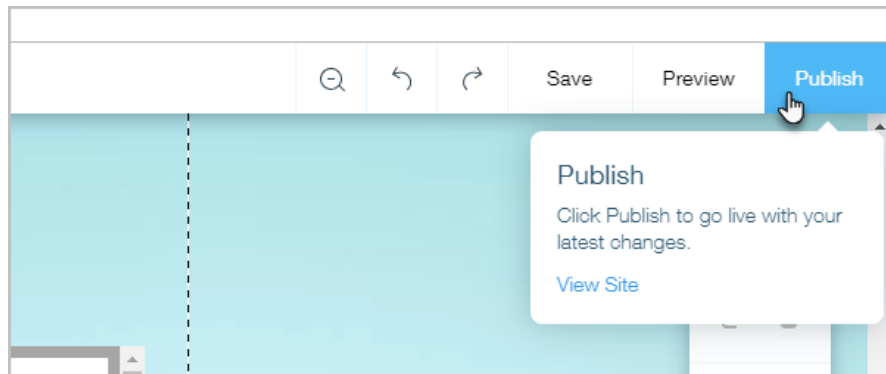 Save Preview Publish
Publish
Click Publish to go live with your
latest changes.
View Site